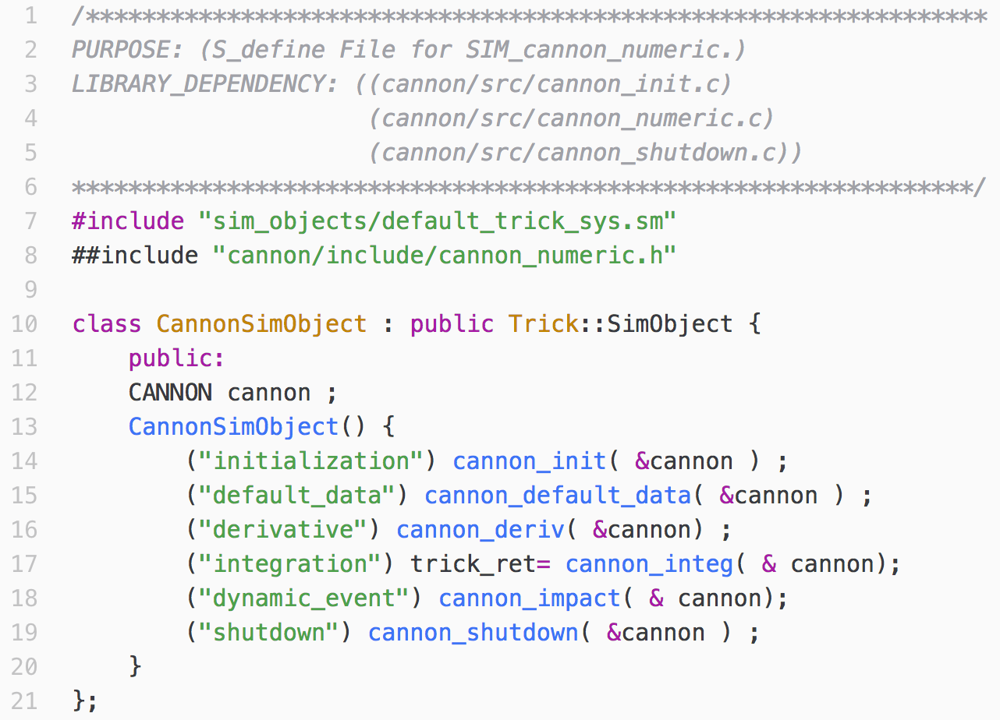 1 /****************************************************************
2 PURPOSE: (S_define File for SIM_cannon_numeric.)
3 LIBRARY_DEPENDENCY: ((cannon/src/cannon_init.c)
4                      (cannon/src/cannon_numeric.c)
5                      (cannon/src/cannon_shutdown.c))
6 ****************************************************************/
7 #include "sim_objects/default_trick_sys.sm"
8 ##include "cannon/include/cannon_numeric.h"
9
10 class CannonSimObject : public Trick::SimObject {
11     public:
12     CANNON cannon ;
13     CannonSimObject() {
14         ("initialization") cannon_init( &cannon ) ;
15         ("default_data") cannon_default_data( &cannon ) ;
16         ("derivative") cannon_deriv( &cannon) ;
17         ("integration") trick_ret= cannon_integ( & cannon);
18         ("dynamic_event") cannon_impact( & cannon);
19         ("shutdown") cannon_shutdown( &cannon ) ;
20     }
21 };